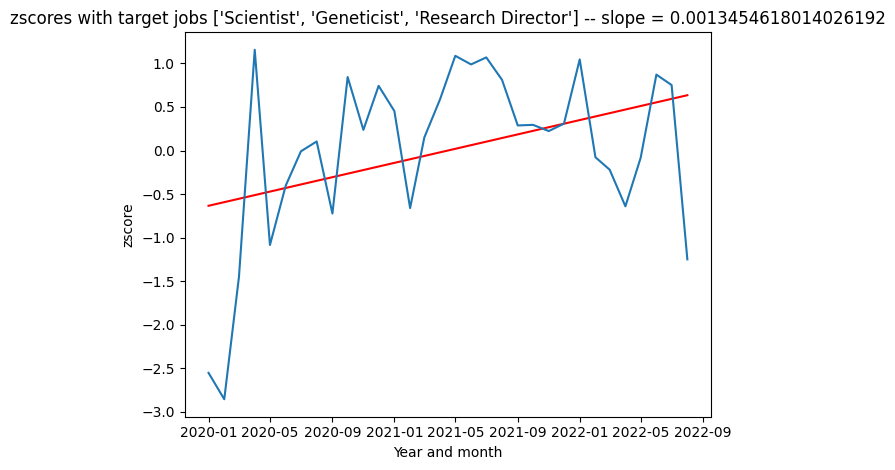 zscores with target jobs ['Scientist', 'Geneticist', 'Research Director'] -- slope = 0.0013454618014026192
1.0
0.5
0.0
−0.5
−1.0
−1.5
−2.0
−2.5
−3.0
zscore
2020-01 2020-05 2020-09 2021-01 2021-05 2021-09 2022-01 2022-05 2022-09
Year and month